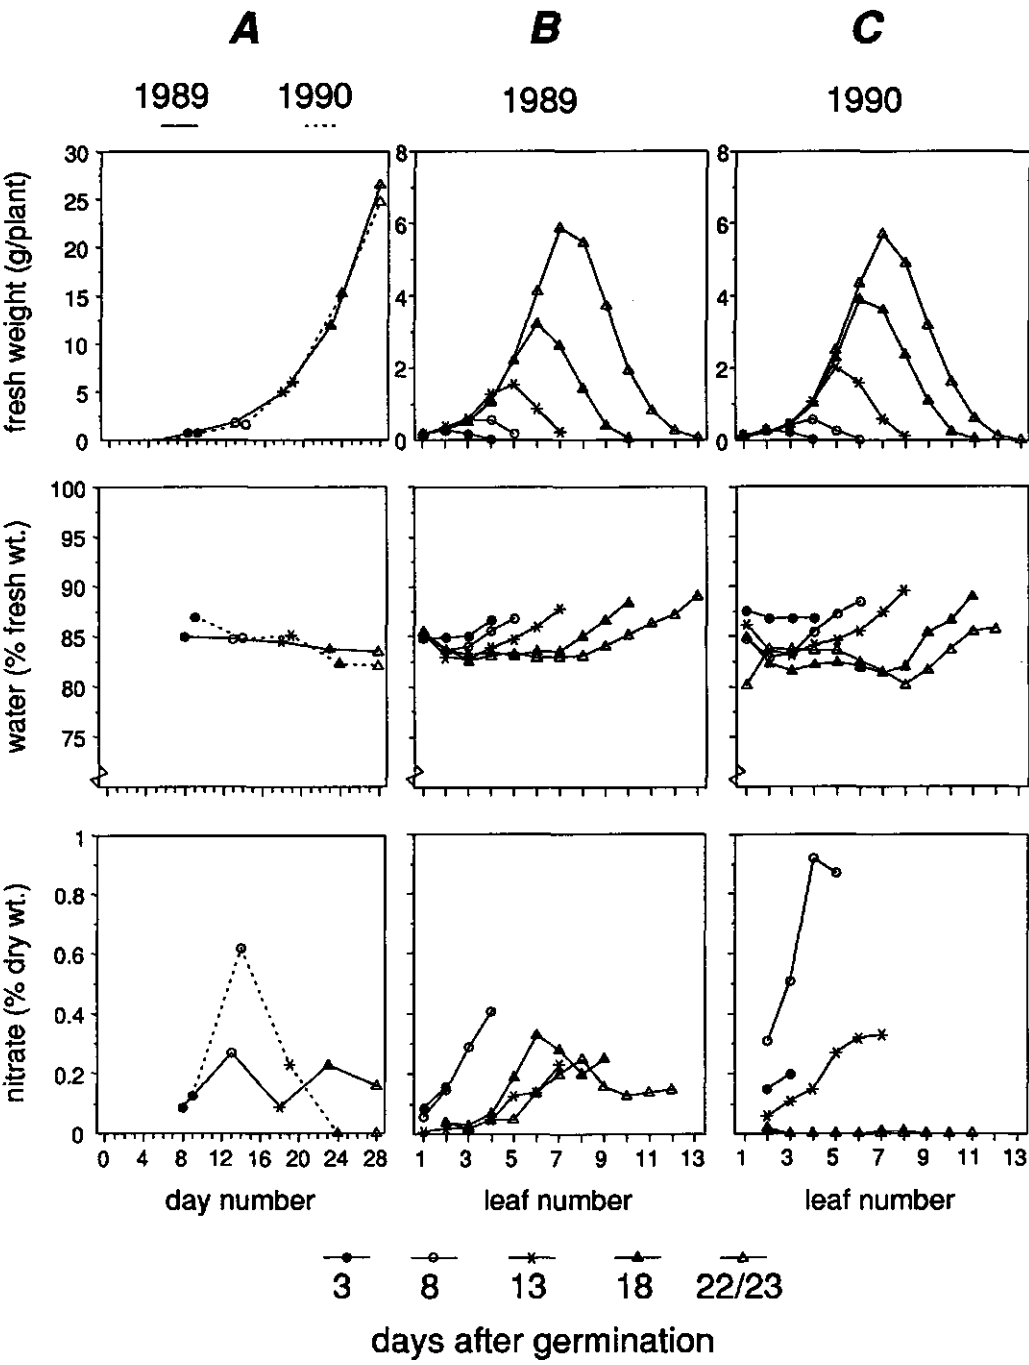 A B C
1989 1990 1989 1990
fresh weight (g/plant)
30 25 20 15 10 5 0
8 6 4 2 0
8 6 4 2 0
water (% fresh wt.)
100 95 90 85 80 75
nitrate (% dry wt.)
1 0.8 0.6 0.4 0.2 0
0 4 8 12 16 20 24 28
1 3 5 7 9 11 13
1 3 5 7 9 11 13
day number leaf number leaf number
3 8 13 18 22/23
days after germination